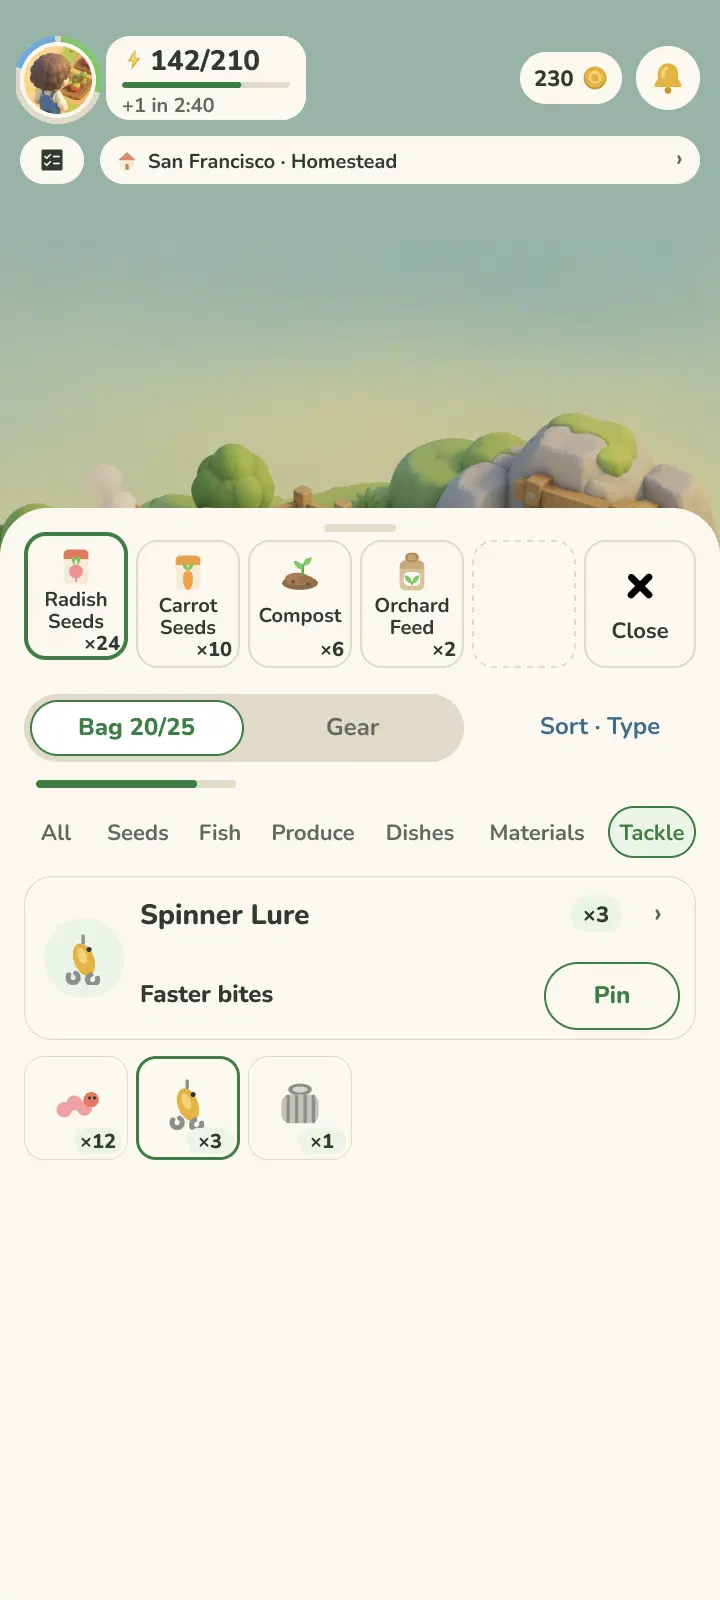 142/210
+1 in 2:40
230
San Francisco · Homestead
Radish
Seeds
×24
Carrot
Seeds
×10
Compost
×6
Orchard
Feed
×2
Close
Bag 20/25
Gear
Sort · Type
All
Seeds
Fish
Produce
Dishes
Materials
Tackle
Spinner Lure
×3
Faster bites
Pin
×12
×3
×1